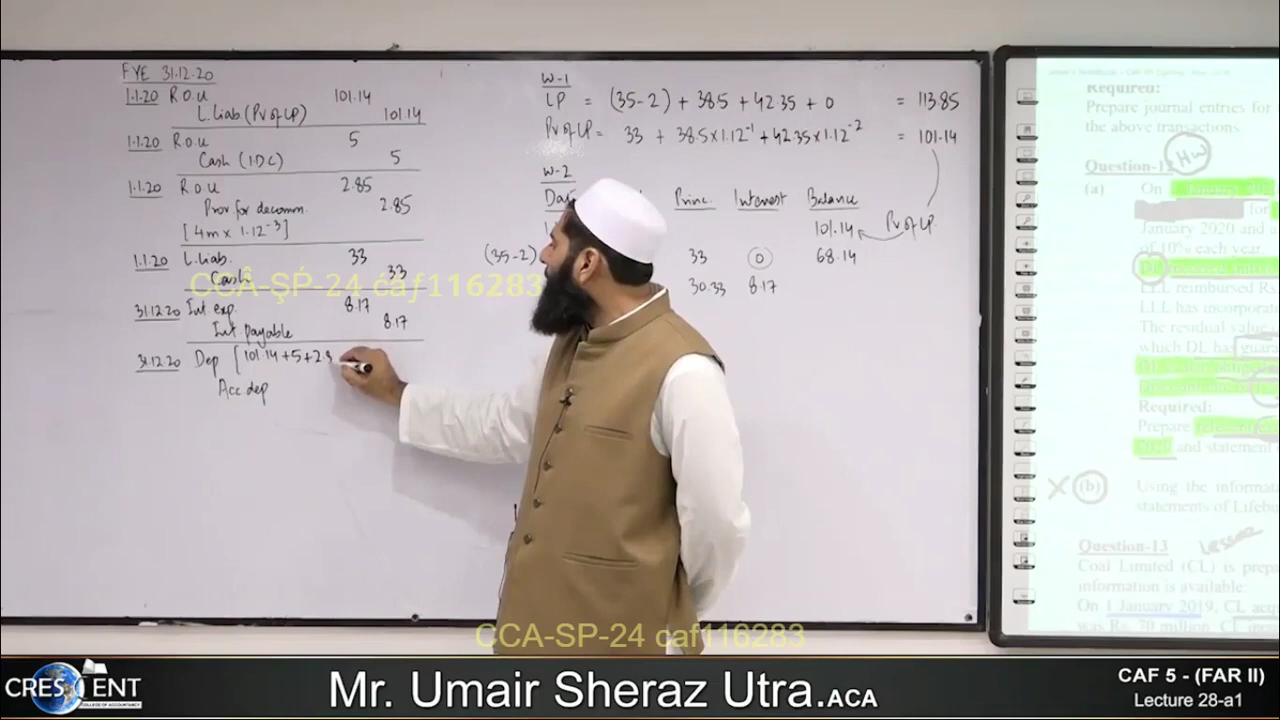 FYE 31.12.20
1.1.20 R.O.U 101.14
L.liab (PV of LP) 101.14
1.1.20 R.O.U 5
Cash (I.D.C) 5
1.1.20 R.O.U 2.85
Prov for decomm. 2.85
[4m x 1.12⁻³]
1.1.20 L.liab. 33
Cash 33
31.12.20 Int exp. 8.17
Int. payable 8.17
31.12.20 Dep [101.14+5+2.8
Acc dep
W-1
LP = (35-2) + 38.5 + 42.35 + 0 = 113.85
PV of LP = 33 + 38.5x1.12⁻¹ + 42.35x1.12⁻² = 101.14
W-2
Princ. Interest Balance
101.14 PV of LP
(35-2) 33 0 68.14
30.33 8.17
CCA-SP-24 caf116283
Required:
Prepare journal entries for
the above transactions.
HW
(a) On
January 2020 and a
of 10% each year.
LLL reimbursed Rs.
LLL has incorporat
The residual value o
which DL has guara
Required:
Prepare
and statement
X (b) Using the informat
statements of Lifebo
Question-13 Lessee
Coal Limited (CL) is prepa
information is available:
On 1 January 2019, CL acq
was Rs. 70 million.
CCA-SP-24 caf116283
CRESCENT
COLLEGE OF ACCOUNTANCY
Mr. Umair Sheraz Utra.ACA
CAF 5 - (FAR II)
Lecture 28-a1